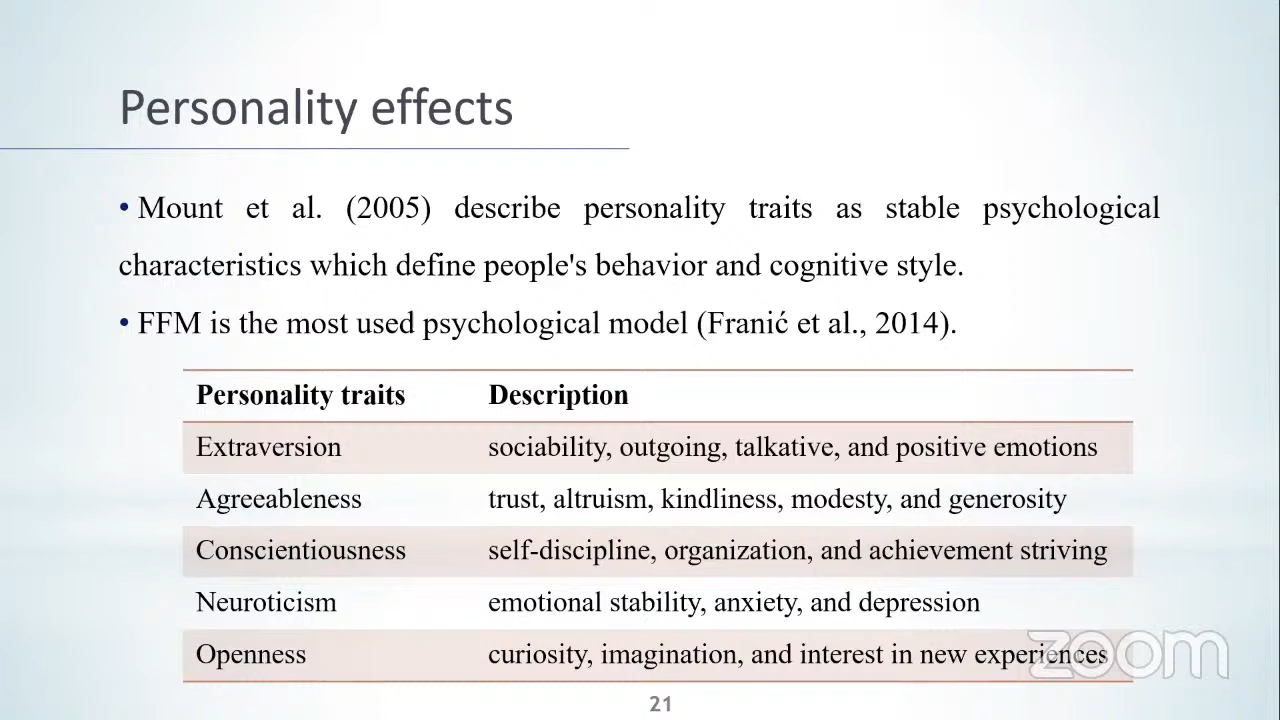 Personality effects
• Mount et al. (2005) describe personality traits as stable psychological
characteristics which define people's behavior and cognitive style.
• FFM is the most used psychological model (Franić et al., 2014).
Personality traits Description
Extraversion sociability, outgoing, talkative, and positive emotions
Agreeableness trust, altruism, kindliness, modesty, and generosity
Conscientiousness self-discipline, organization, and achievement striving
Neuroticism emotional stability, anxiety, and depression
Openness curiosity, imagination, and interest in new experiences
zoom
21